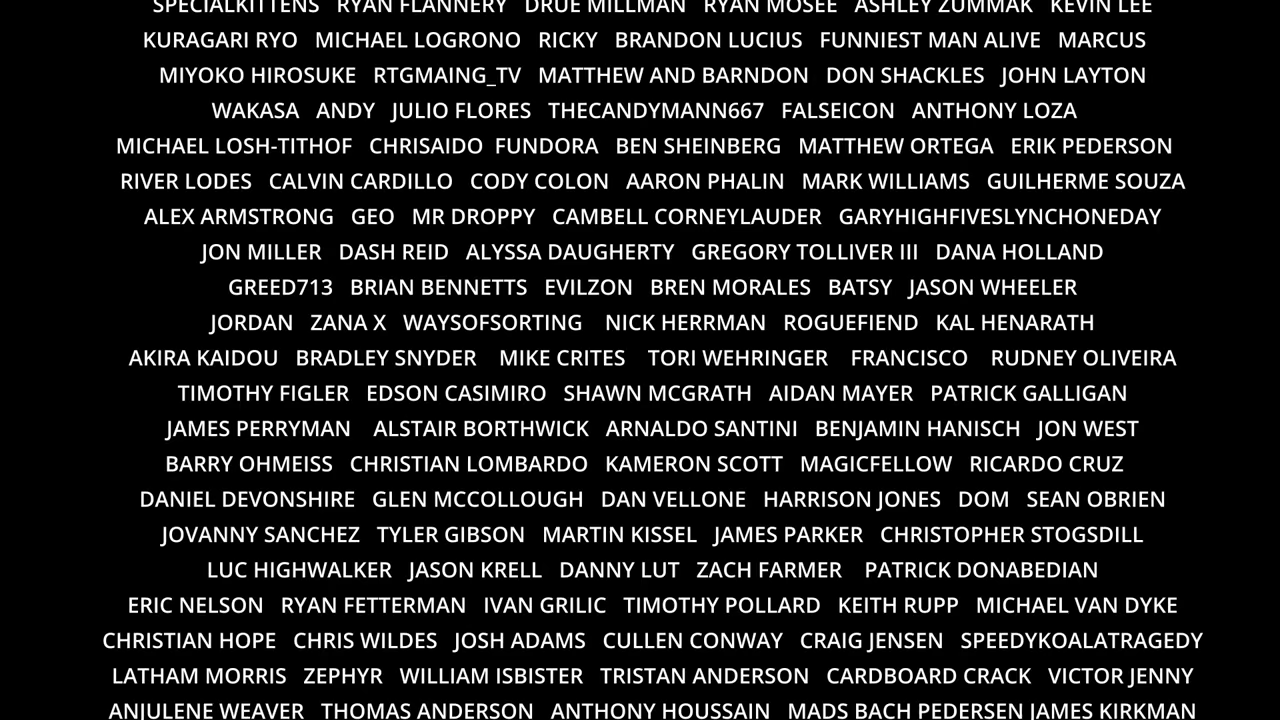 SPECIALKITTENS RYAN FLANNERY DRUE MILLMAN RYAN MOSEE ASHLEY ZUMMAK KEVIN LEE
KURAGARI RYO MICHAEL LOGRONO RICKY BRANDON LUCIUS FUNNIEST MAN ALIVE MARCUS
MIYOKO HIROSUKE RTGMAING_TV MATTHEW AND BARNDON DON SHACKLES JOHN LAYTON
WAKASA ANDY JULIO FLORES THECANDYMANN667 FALSEICON ANTHONY LOZA
MICHAEL LOSH-TITHOF CHRISAIDO FUNDORA BEN SHEINBERG MATTHEW ORTEGA ERIK PEDERSON
RIVER LODES CALVIN CARDILLO CODY COLON AARON PHALIN MARK WILLIAMS GUILHERME SOUZA
ALEX ARMSTRONG GEO MR DROPPY CAMBELL CORNEYLAUDER GARYHIGHFIVESLYNCHONEDAY
JON MILLER DASH REID ALYSSA DAUGHERTY GREGORY TOLLIVER III DANA HOLLAND
GREED713 BRIAN BENNETTS EVILZON BREN MORALES BATSY JASON WHEELER
JORDAN ZANA X WAYSOFSORTING NICK HERRMAN ROGUEFIEND KAL HENARATH
AKIRA KAIDOU BRADLEY SNYDER MIKE CRITES TORI WEHRINGER FRANCISCO RUDNEY OLIVEIRA
TIMOTHY FIGLER EDSON CASIMIRO SHAWN MCGRATH AIDAN MAYER PATRICK GALLIGAN
JAMES PERRYMAN ALSTAIR BORTHWICK ARNALDO SANTINI BENJAMIN HANISCH JON WEST
BARRY OHMEISS CHRISTIAN LOMBARDO KAMERON SCOTT MAGICFELLOW RICARDO CRUZ
DANIEL DEVONSHIRE GLEN MCCOLLOUGH DAN VELLONE HARRISON JONES DOM SEAN OBRIEN
JOVANNY SANCHEZ TYLER GIBSON MARTIN KISSEL JAMES PARKER CHRISTOPHER STOGSDILL
LUC HIGHWALKER JASON KRELL DANNY LUT ZACH FARMER PATRICK DONABEDIAN
ERIC NELSON RYAN FETTERMAN IVAN GRILIC TIMOTHY POLLARD KEITH RUPP MICHAEL VAN DYKE
CHRISTIAN HOPE CHRIS WILDES JOSH ADAMS CULLEN CONWAY CRAIG JENSEN SPEEDYKOALATRAGEDY
LATHAM MORRIS ZEPHYR WILLIAM ISBISTER TRISTAN ANDERSON CARDBOARD CRACK VICTOR JENNY
ANJULENE WEAVER THOMAS ANDERSON ANTHONY HOUSSAIN MADS BACH PEDERSEN JAMES KIRKMAN